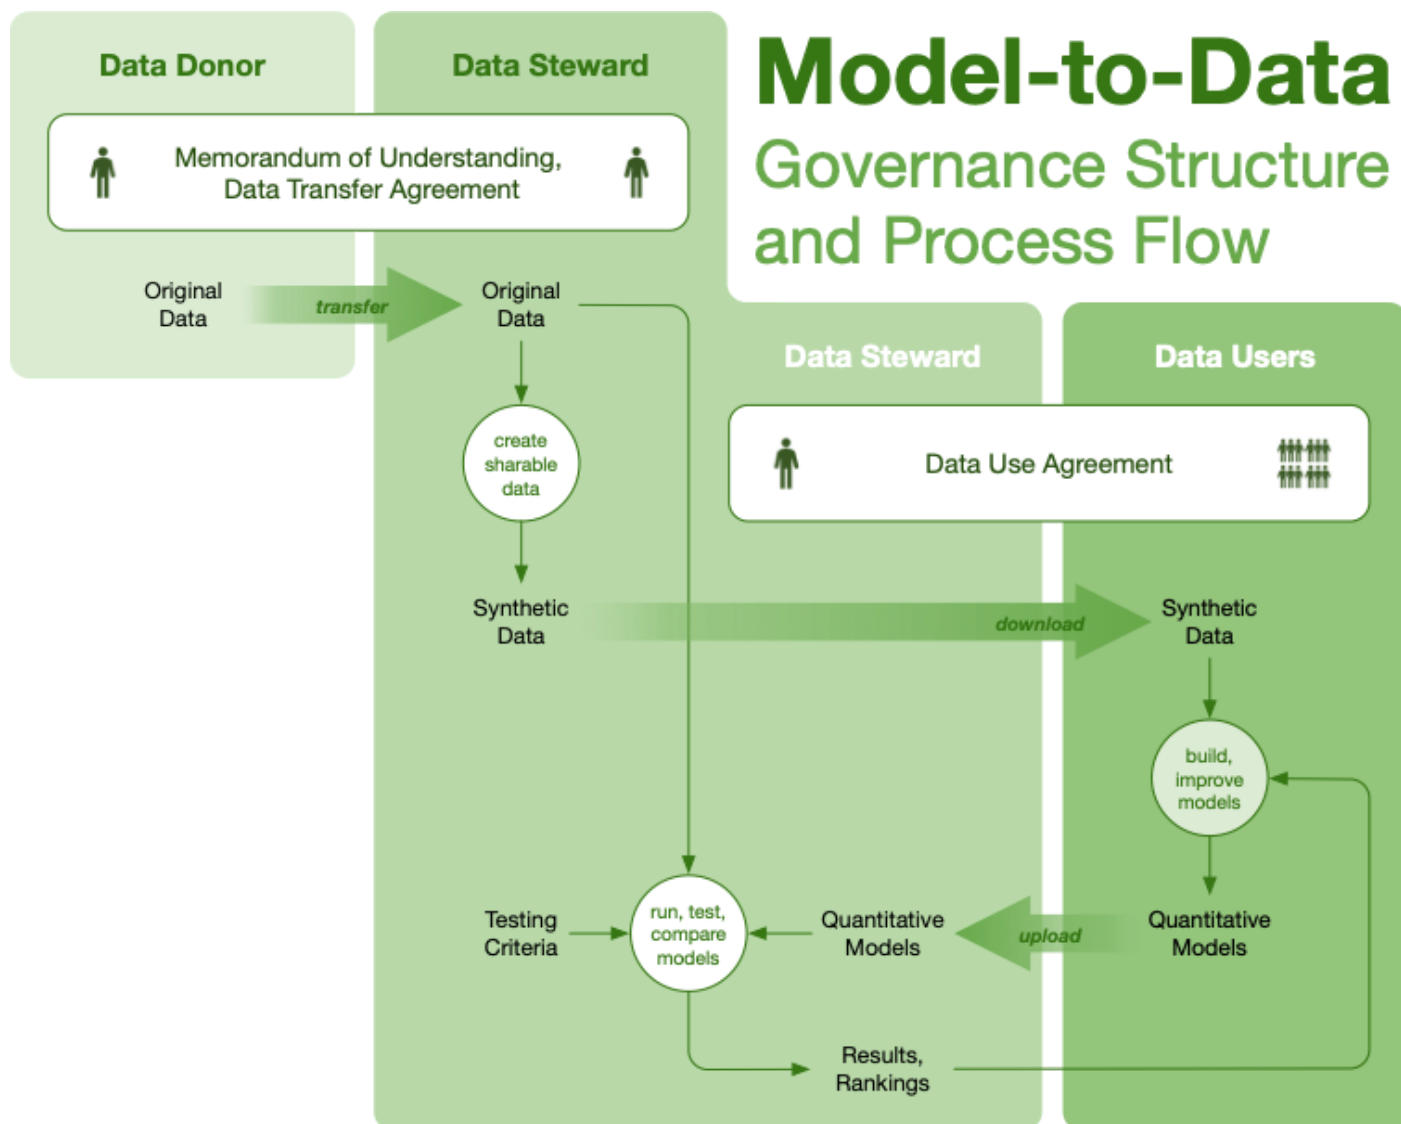 Data Donor
Data Steward
Model-to-Data
Governance Structure
and Process Flow
Memorandum of Understanding,
Data Transfer Agreement
Original
Data
transfer
Original
Data
Data Steward
Data Users
create
sharable
data
Data Use Agreement
Synthetic
Data
download
Synthetic
Data
build,
improve
models
Testing
Criteria
run, test,
compare
models
Quantitative
Models
upload
Quantitative
Models
Results,
Rankings